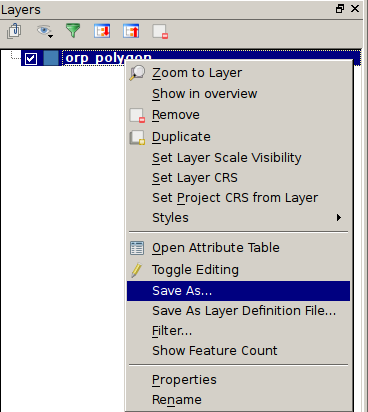 Layers
orp_polygon
Zoom to Layer
Show in overview
Remove
Duplicate
Set Layer Scale Visibility
Set Layer CRS
Set Project CRS from Layer
Styles
Open Attribute Table
Toggle Editing
Save As...
Save As Layer Definition File...
Filter...
Show Feature Count
Properties
Rename